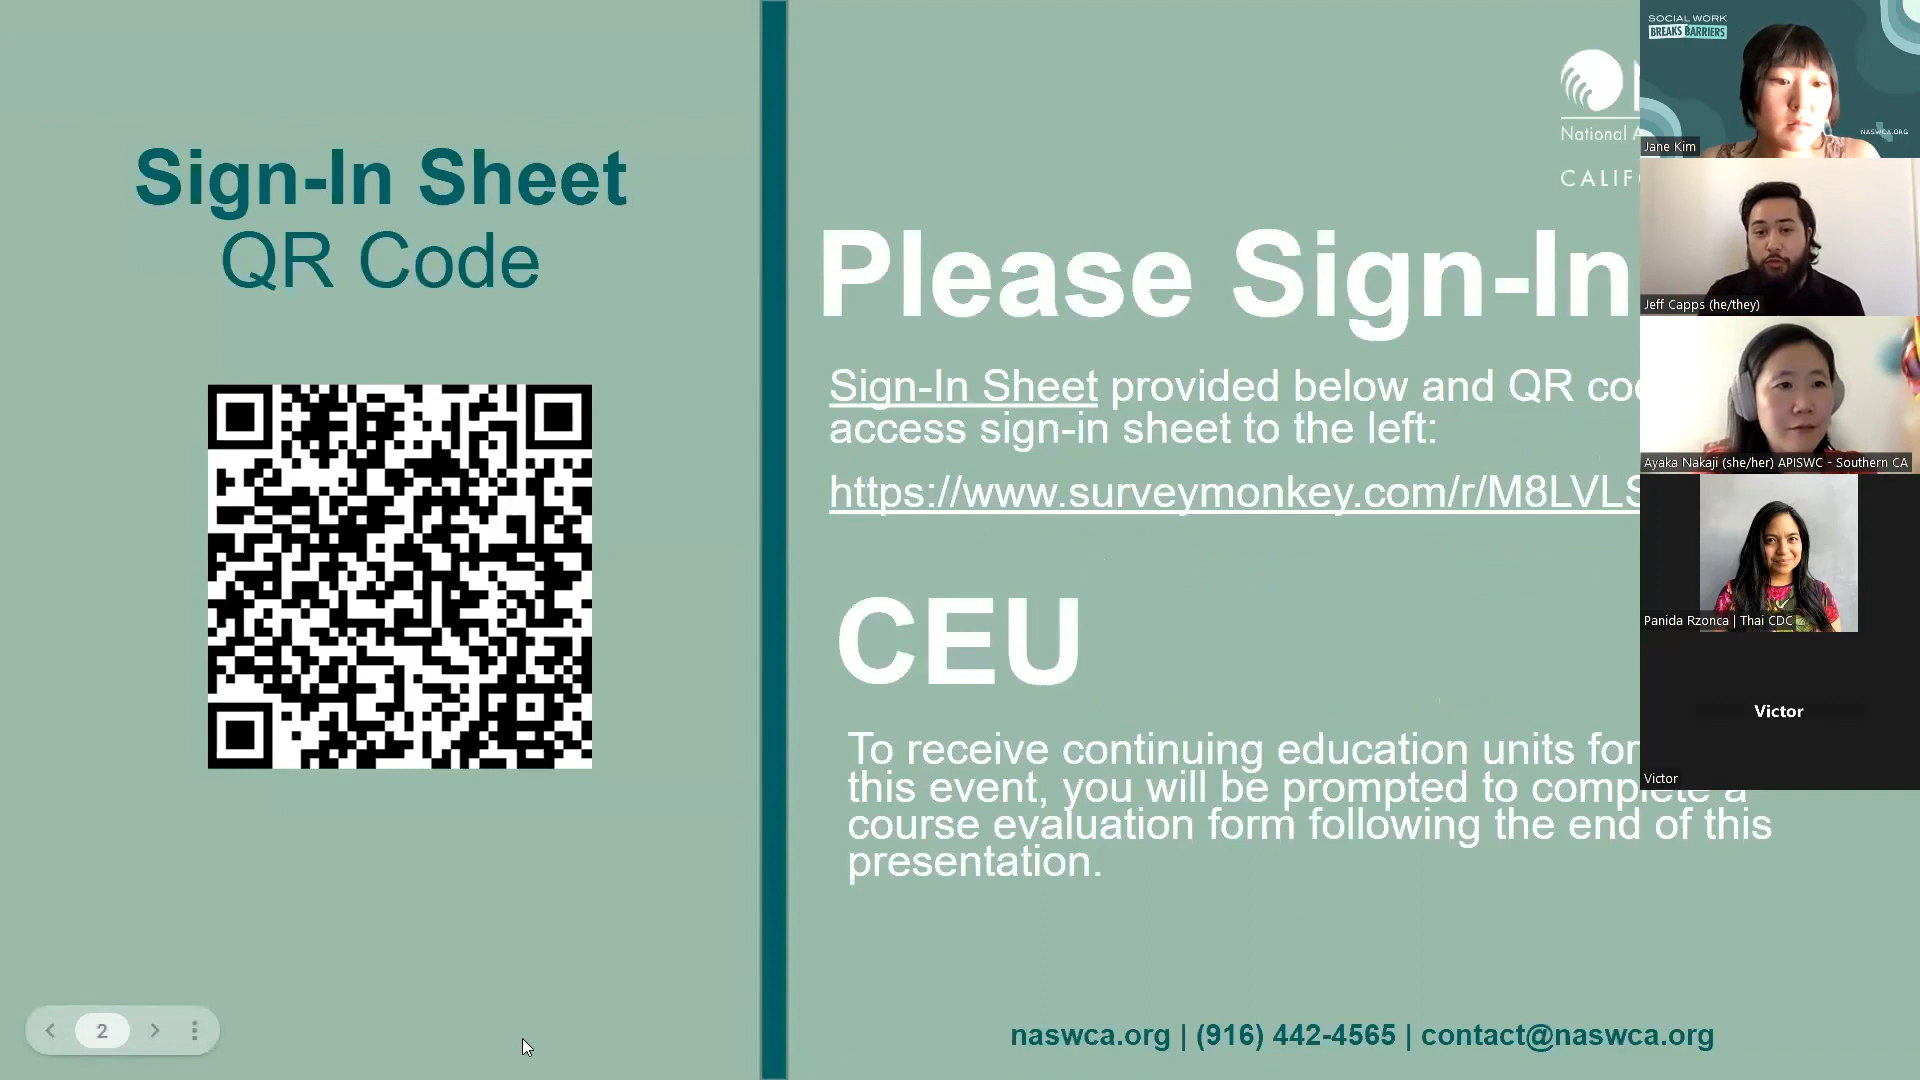 Sign-In Sheet
QR Code
National
CALIF
Please Sign-In
Sign-In Sheet provided below and QR
access sign-in sheet to the left:
https://www.surveymonkey.com/r/M8LVL
CEU
To receive continuing education units for
this event, you will be prompted to complete a
course evaluation form following the end of this
presentation.
naswca.org | (916) 442-4565 | contact@naswca.org
2
SOCIAL WORK
BREAKS BARRIERS
NASWCA.ORG
Jane Kim
Jeff Capps (he/they)
Ayaka Nakaji (she/her) APISWC - Southern CA
Panida Rzonca | Thai CDC
Victor
Victor